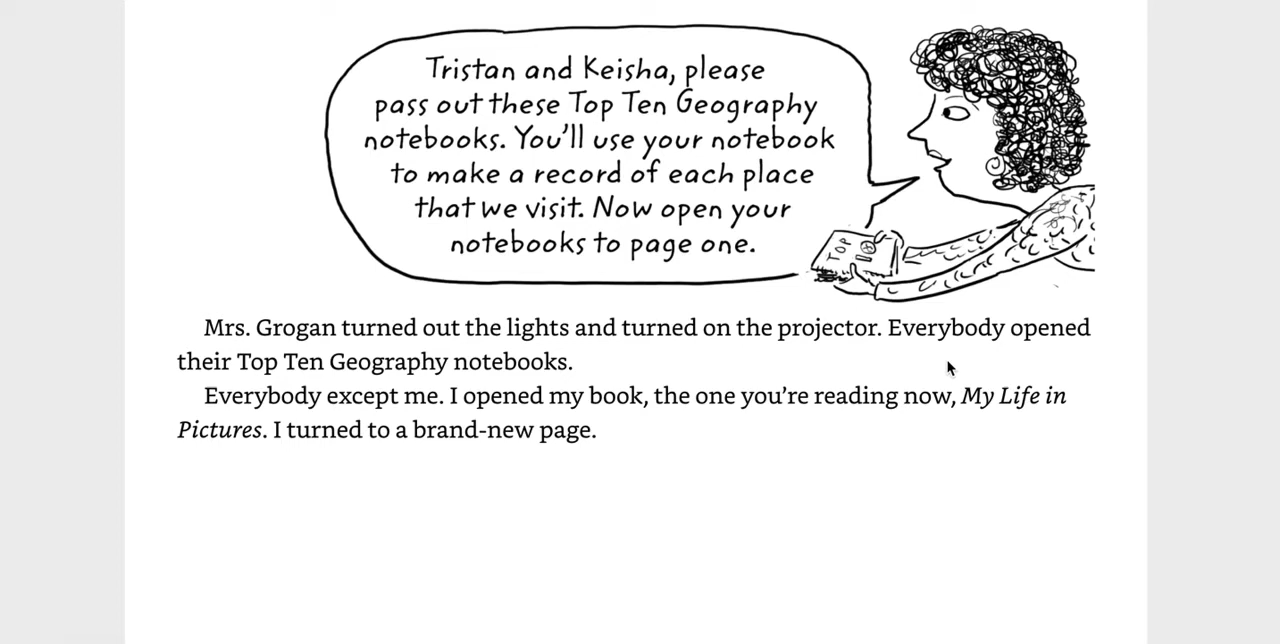 Tristan and Keisha, please
pass out these Top Ten Geography
notebooks. You'll use your notebook
to make a record of each place
that we visit. Now open your
notebooks to page one.
TOP
Mrs. Grogan turned out the lights and turned on the projector. Everybody opened
their Top Ten Geography notebooks.
Everybody except me. I opened my book, the one you're reading now, My Life in
Pictures. I turned to a brand-new page.